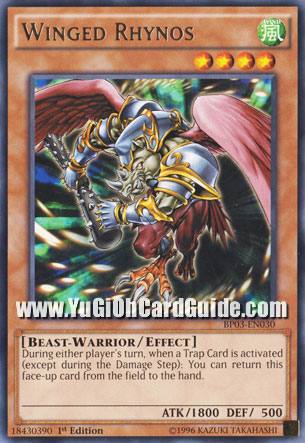 WINGED RHYNOS
風
www.YuGiOhCardGuide.com
BP03-EN030
[BEAST-WARRIOR/EFFECT]
During either player's turn, when a Trap Card is activated
(except during the Damage Step): You can return this
face-up card from the field to the hand.
ATK/1800 DEF/ 500
18430390 1st Edition ©1996 KAZUKI TAKAHASHI